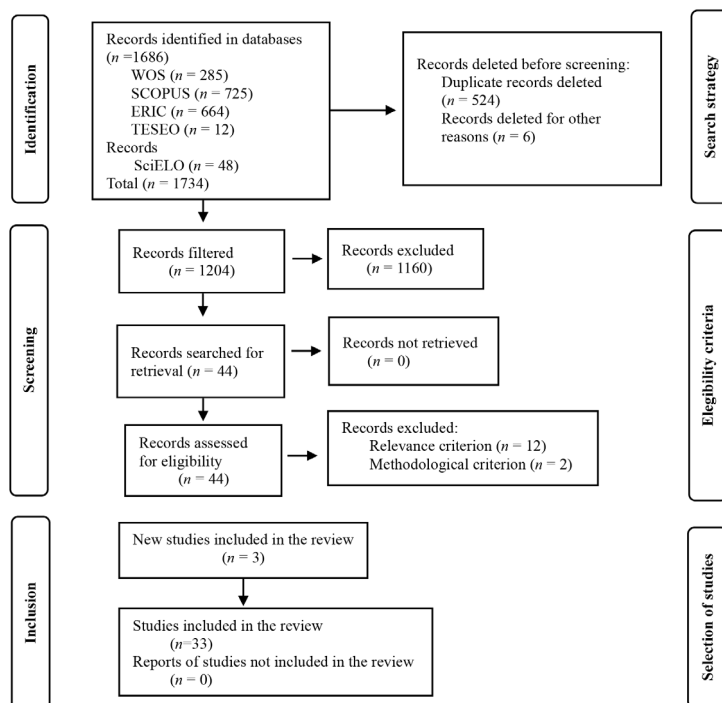 Identification
Records identified in databases
(n =1686)
WOS (n = 285)
SCOPUS (n = 725)
ERIC (n = 664)
TESEO (n = 12)
Records
SciELO (n = 48)
Total (n = 1734)
Records deleted before screening:
Duplicate records deleted
(n = 524)
Records deleted for other
reasons (n = 6)
Search strategy
Screening
Records filtered
(n = 1204)
Records excluded
(n = 1160)
Records searched for
retrieval (n = 44)
Records not retrieved
(n = 0)
Records assessed
for eligibility
(n = 44)
Records excluded:
Relevance criterion (n = 12)
Methodological criterion (n = 2)
Elegibility criteria
Inclusion
New studies included in the review
(n = 3)
Studies included in the review
(n=33)
Reports of studies not included in the review
(n = 0)
Selection of studies